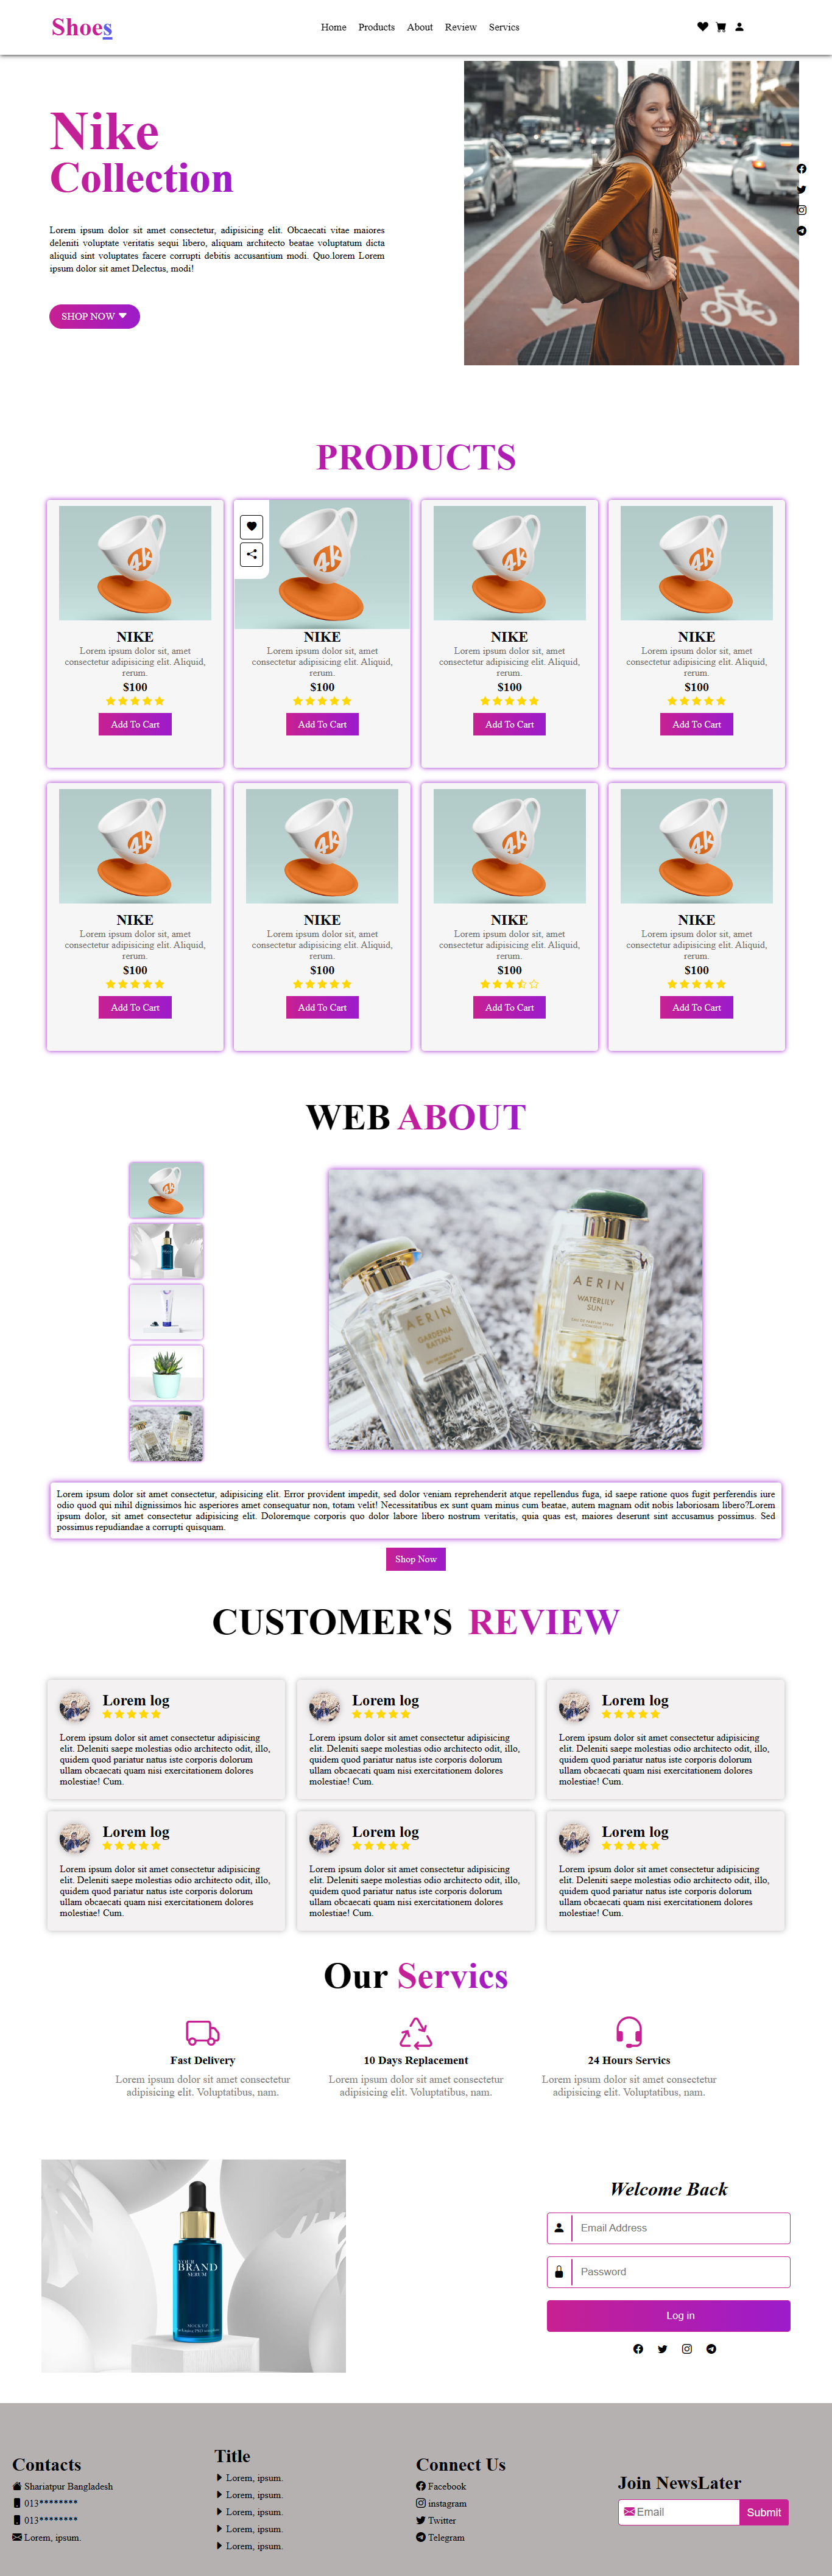 Shoes
Home Products About Review Servics
Nike
Collection
Lorem ipsum dolor sit amet consectetur, adipisicing elit. Obcaecati vitae maiores
deleniti voluptate veritatis sequi libero, aliquam architecto beatae voluptatum dicta
aliquid sint voluptates facere corrupti debitis accusantium modi. Quo.lorem Lorem
ipsum dolor sit amet Delectus, modi!
SHOP NOW
PRODUCTS
4k 4k 4k 4k
NIKE NIKE NIKE NIKE
Lorem ipsum dolor sit, amet Lorem ipsum dolor sit, amet Lorem ipsum dolor sit, amet Lorem ipsum dolor sit, amet
consectetur adipisicing elit. Aliquid, consectetur adipisicing elit. Aliquid, consectetur adipisicing elit. Aliquid, consectetur adipisicing elit. Aliquid,
rerum. rerum. rerum. rerum.
$100 $100 $100 $100
Add To Cart Add To Cart Add To Cart Add To Cart
4k 4k 4k 4k
NIKE NIKE NIKE NIKE
Lorem ipsum dolor sit, amet Lorem ipsum dolor sit, amet Lorem ipsum dolor sit, amet Lorem ipsum dolor sit, amet
consectetur adipisicing elit. Aliquid, consectetur adipisicing elit. Aliquid, consectetur adipisicing elit. Aliquid, consectetur adipisicing elit. Aliquid,
rerum. rerum. rerum. rerum.
$100 $100 $100 $100
Add To Cart Add To Cart Add To Cart Add To Cart
WEB ABOUT
4k
AERIN
WATERLILY
SUN
AERIN
GARDENIA
RATTAN
Lorem ipsum dolor sit amet consectetur, adipisicing elit. Error provident impedit, sed dolor veniam reprehenderit atque repellendus fuga, id saepe ratione quos fugit perferendis iure
odio quod qui nihil dignissimos hic asperiores amet consequatur non, totam velit! Necessitatibus ex sunt quam minus cum beatae, autem magnam odit nobis laboriosam libero?Lorem
ipsum dolor, sit amet consectetur adipisicing elit. Doloremque corporis quo dolor labore libero nostrum veritatis, quia quas est, maiores deserunt sint accusamus possimus. Sed
possimus repudiandae a corrupti quisquam.
Shop Now
CUSTOMER'S REVIEW
Lorem log Lorem log Lorem log
Lorem ipsum dolor sit amet consectetur adipisicing Lorem ipsum dolor sit amet consectetur adipisicing Lorem ipsum dolor sit amet consectetur adipisicing
elit. Deleniti saepe molestias odio architecto odit, illo, elit. Deleniti saepe molestias odio architecto odit, illo, elit. Deleniti saepe molestias odio architecto odit, illo,
quidem quod pariatur natus iste corporis dolorum quidem quod pariatur natus iste corporis dolorum quidem quod pariatur natus iste corporis dolorum
ullam obcaecati quam nisi exercitationem dolores ullam obcaecati quam nisi exercitationem dolores ullam obcaecati quam nisi exercitationem dolores
molestiae! Cum. molestiae! Cum. molestiae! Cum.
Lorem log Lorem log Lorem log
Lorem ipsum dolor sit amet consectetur adipisicing Lorem ipsum dolor sit amet consectetur adipisicing Lorem ipsum dolor sit amet consectetur adipisicing
elit. Deleniti saepe molestias odio architecto odit, illo, elit. Deleniti saepe molestias odio architecto odit, illo, elit. Deleniti saepe molestias odio architecto odit, illo,
quidem quod pariatur natus iste corporis dolorum quidem quod pariatur natus iste corporis dolorum quidem quod pariatur natus iste corporis dolorum
ullam obcaecati quam nisi exercitationem dolores ullam obcaecati quam nisi exercitationem dolores ullam obcaecati quam nisi exercitationem dolores
molestiae! Cum. molestiae! Cum. molestiae! Cum.
Our Servics
Fast Delivery 10 Days Replacement 24 Hours Servics
Lorem ipsum dolor sit amet consectetur Lorem ipsum dolor sit amet consectetur Lorem ipsum dolor sit amet consectetur
adipisicing elit. Voluptatibus, nam. adipisicing elit. Voluptatibus, nam. adipisicing elit. Voluptatibus, nam.
YOUR
BRAND
SERUM
MOCK UP
Welcome Back
Email Address
Password
Log in
Contacts
Shariatpur Bangladesh
013********
013********
Lorem, ipsum.
Title
Lorem, ipsum.
Lorem, ipsum.
Lorem, ipsum.
Lorem, ipsum.
Lorem, ipsum.
Connect Us
Facebook
instagram
Twitter
Telegram
Join NewsLater
Email Submit